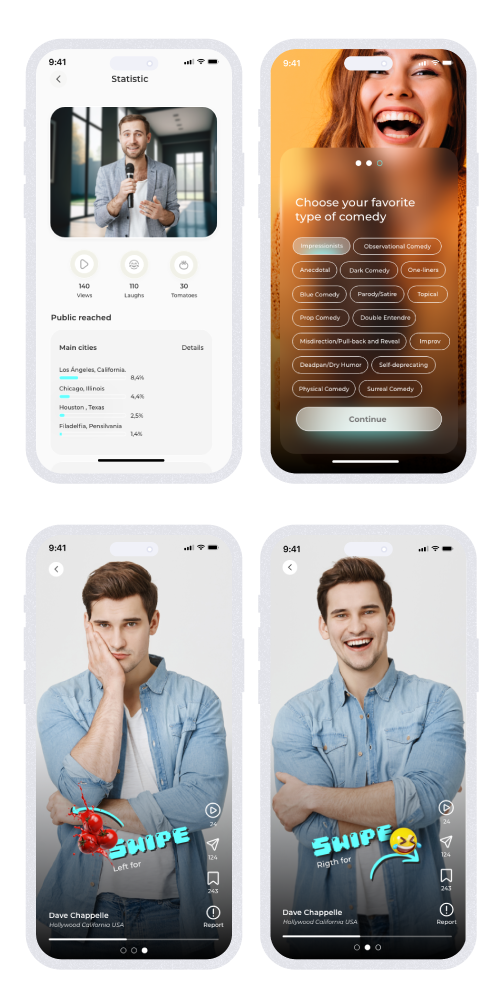 9:41
Statistic
140
Views
110
Laughs
30
Tomatoes
Public reached
Main cities
Details
Los Ángeles, California.
8,4%
Chicago, Illinois
4,4%
Houston , Texas
2,5%
Filadelfia, Pensilvania
1,4%
9:41
Choose your favorite
type of comedy
Impressionists
Observational Comedy
Anecdotal
Dark Comedy
One-liners
Blue Comedy
Parody/Satire
Topical
Prop Comedy
Double Entendre
Misdirection/Pull-back and Reveal
Improv
Deadpan/Dry Humor
Self-deprecating
Physical Comedy
Surreal Comedy
Continue
9:41
SWIPE
Left for
24
124
243
Report
Dave Chappelle
Hollywood California USA
9:41
SWIPE
Rigth for
24
124
243
Report
Dave Chappelle
Hollywood California USA